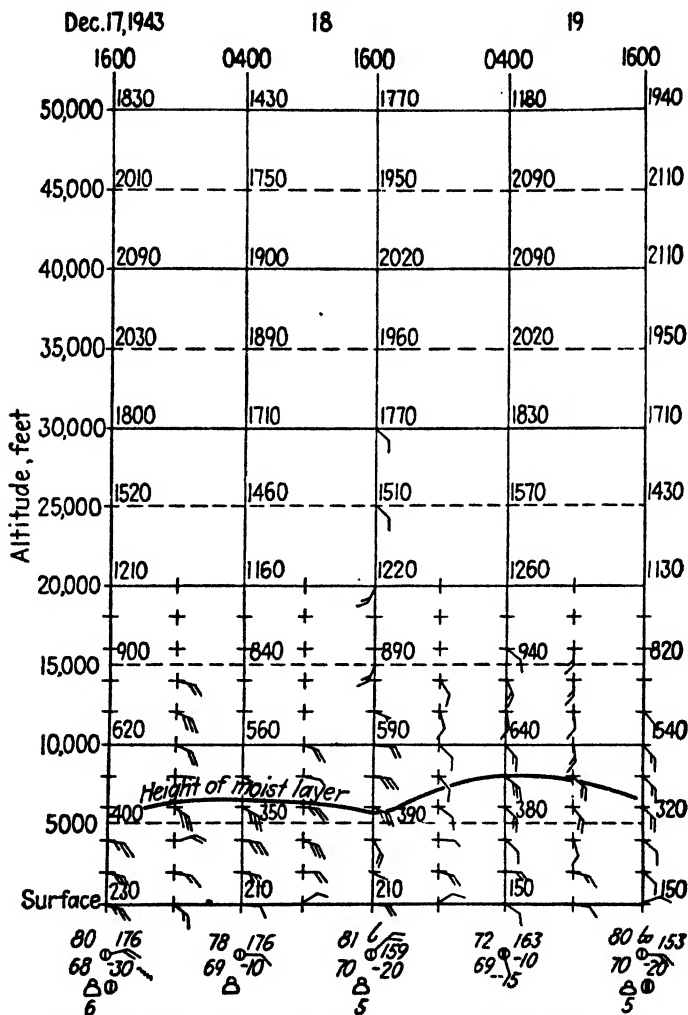 Dec.17,1943 18 19
1600 0400 1600 0400 1600
50,000 1830 1430 1770 1180 1940
45,000 2010 1750 1950 2090 2110
40,000 2090 1900 2020 2090 2110
35,000 2030 1890 1960 2020 1950
30,000 1800 1710 1770 1830 1710
Altitude, feet
25,000 1520 1460 1510 1570 1430
20,000 1210 1160 1220 1260 1130
15,000 900 840 890 940 820
10,000 620 560 590 640 540
Height of moist layer
5000 400 350 390 380 320
Surface 230 210 210 150 150
80 176 78 176 81 159 72 163 80 153
68 -30 69 -10 70 -20 69 -10 70 -20
-15
6 5 5